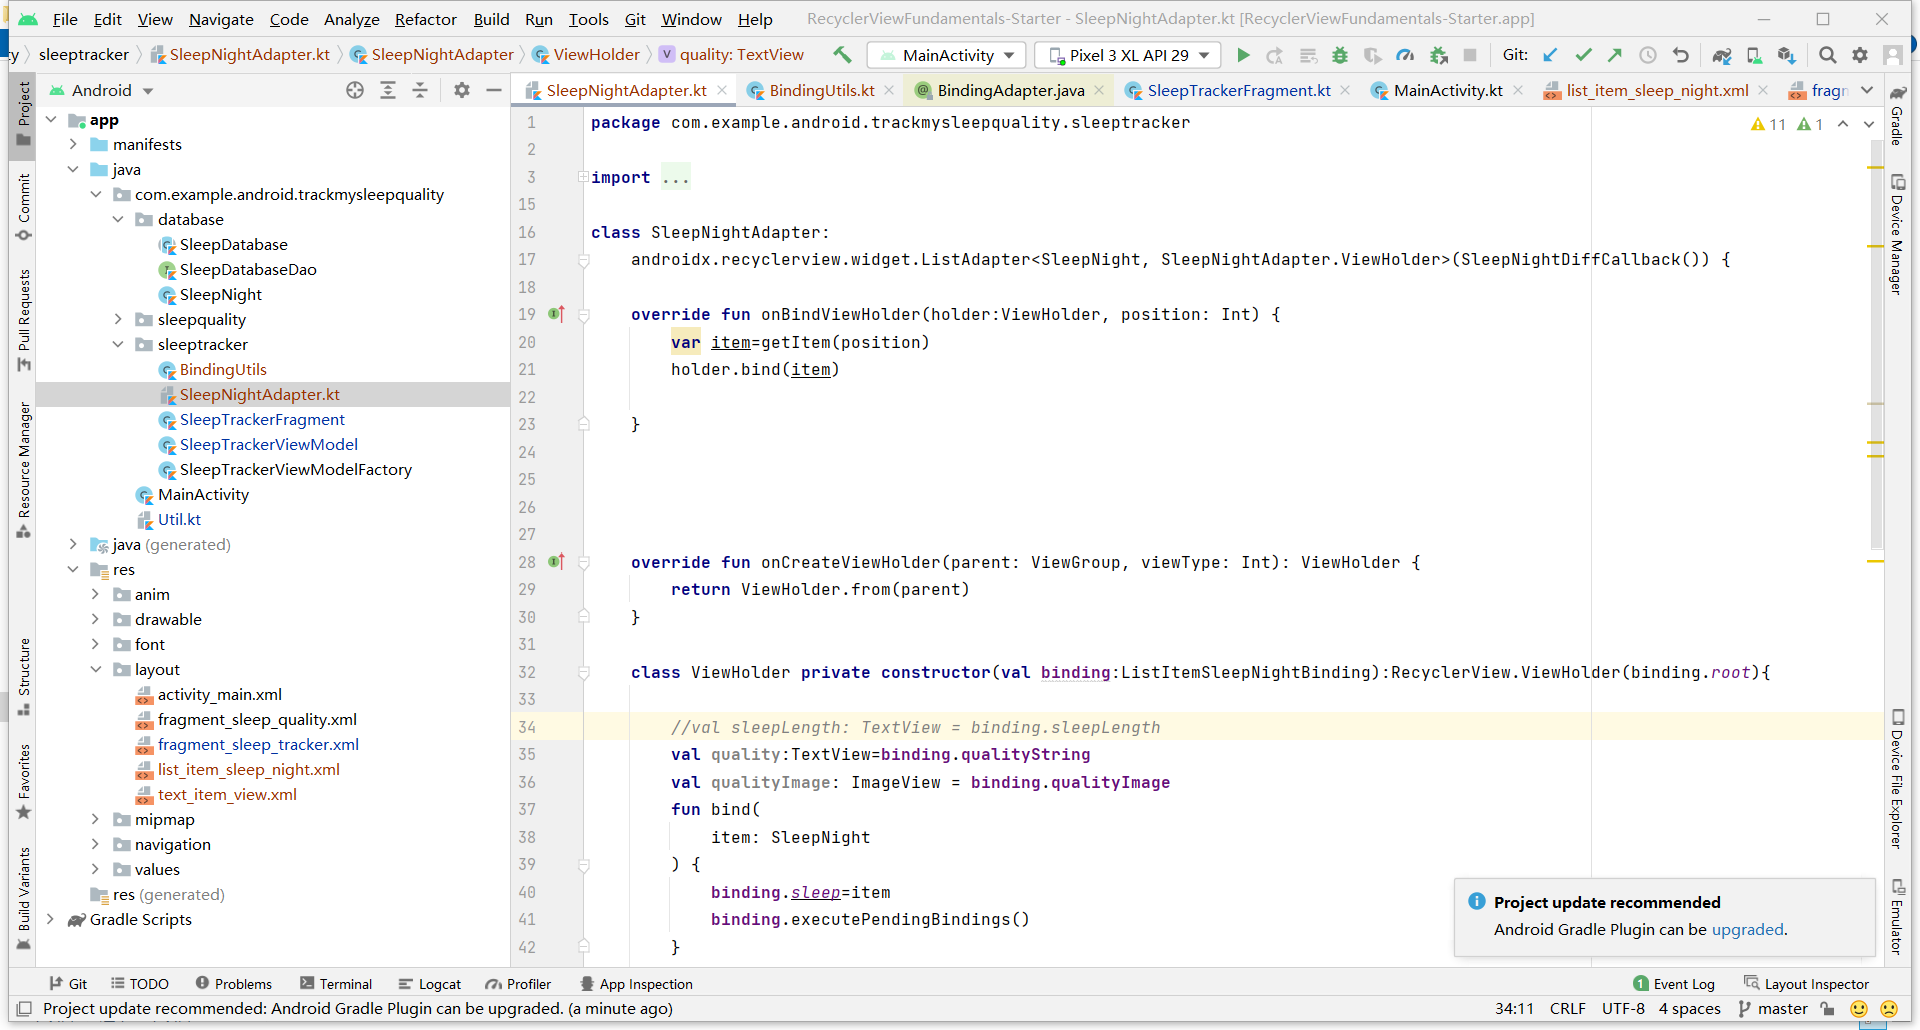 File Edit View Navigate Code Analyze Refactor Build Run Tools Git Window Help RecyclerViewFundamentals-Starter - SleepNightAdapter.kt [RecyclerViewFundamentals-Starter.app]
sleeptracker SleepNightAdapter.kt SleepNightAdapter ViewHolder V quality: TextView MainActivity Pixel 3 XL API 29 Git:
Android
SleepNightAdapter.kt BindingUtils.kt BindingAdapter.java SleepTrackerFragment.kt MainActivity.kt list_item_sleep_night.xml fragm
Project
Commit
Pull Requests
Resource Manager
Structure
Favorites
Build Variants
app
manifests
java
com.example.android.trackmysleepquality
database
SleepDatabase
SleepDatabaseDao
SleepNight
sleepquality
sleeptracker
BindingUtils
SleepNightAdapter.kt
SleepTrackerFragment
SleepTrackerViewModel
SleepTrackerViewModelFactory
MainActivity
Util.kt
java (generated)
res
anim
drawable
font
layout
activity_main.xml
fragment_sleep_quality.xml
fragment_sleep_tracker.xml
list_item_sleep_night.xml
text_item_view.xml
mipmap
navigation
values
res (generated)
Gradle Scripts
11 1
1 package com.example.android.trackmysleepquality.sleeptracker
2
3 import ...
15
16 class SleepNightAdapter:
17 androidx.recyclerview.widget.ListAdapter<SleepNight, SleepNightAdapter.ViewHolder>(SleepNightDiffCallback()) {
18
19 override fun onBindViewHolder(holder:ViewHolder, position: Int) {
20 var item=getItem(position)
21 holder.bind(item)
22
23 }
24
25
26
27
28 override fun onCreateViewHolder(parent: ViewGroup, viewType: Int): ViewHolder {
29 return ViewHolder.from(parent)
30 }
31
32 class ViewHolder private constructor(val binding:ListItemSleepNightBinding):RecyclerView.ViewHolder(binding.root){
33
34 //val sleepLength: TextView = binding.sleepLength
35 val quality:TextView=binding.qualityString
36 val qualityImage: ImageView = binding.qualityImage
37 fun bind(
38 item: SleepNight
39 ) {
40 binding.sleep=item
41 binding.executePendingBindings()
42 }
Gradle
Device Manager
Device File Explorer
Emulator
Project update recommended
Android Gradle Plugin can be upgraded.
Git TODO Problems Terminal Logcat Profiler App Inspection 1 Event Log Layout Inspector
Project update recommended: Android Gradle Plugin can be upgraded. (a minute ago) 34:11 CRLF UTF-8 4 spaces master